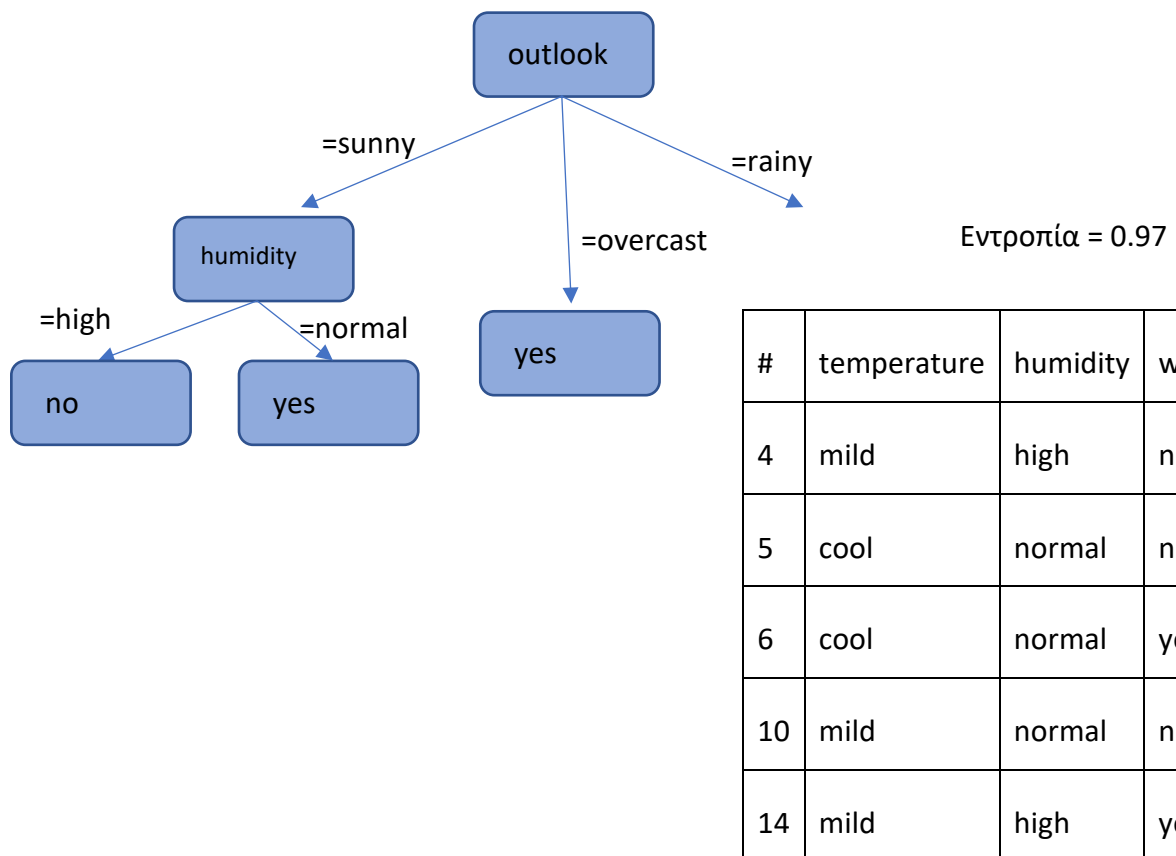 outlook
=sunny
=rainy
=overcast
Εντροπία = 0.97
humidity
=high
=normal
no
yes
yes
# temperature humidity w
4 mild high n
5 cool normal n
6 cool normal
10 mild normal n
14 mild high